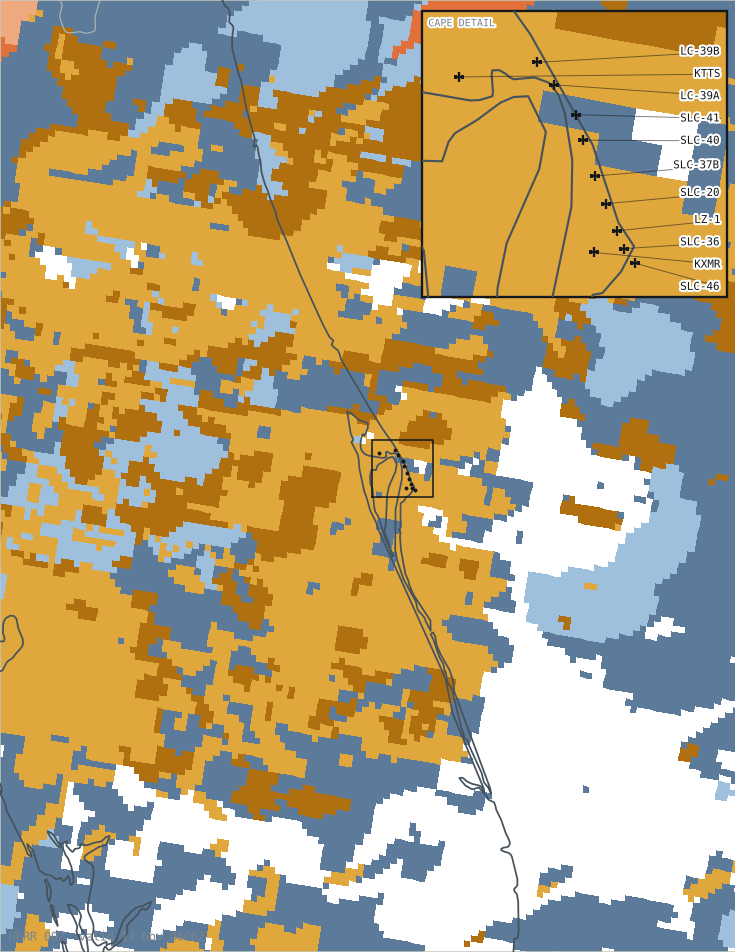 CAPE DETAIL
LC-39B
KTTS
LC-39A
SLC-41
SLC-40
SLC-37B
SLC-20
LZ-1
SLC-36
KXMR
SLC-46